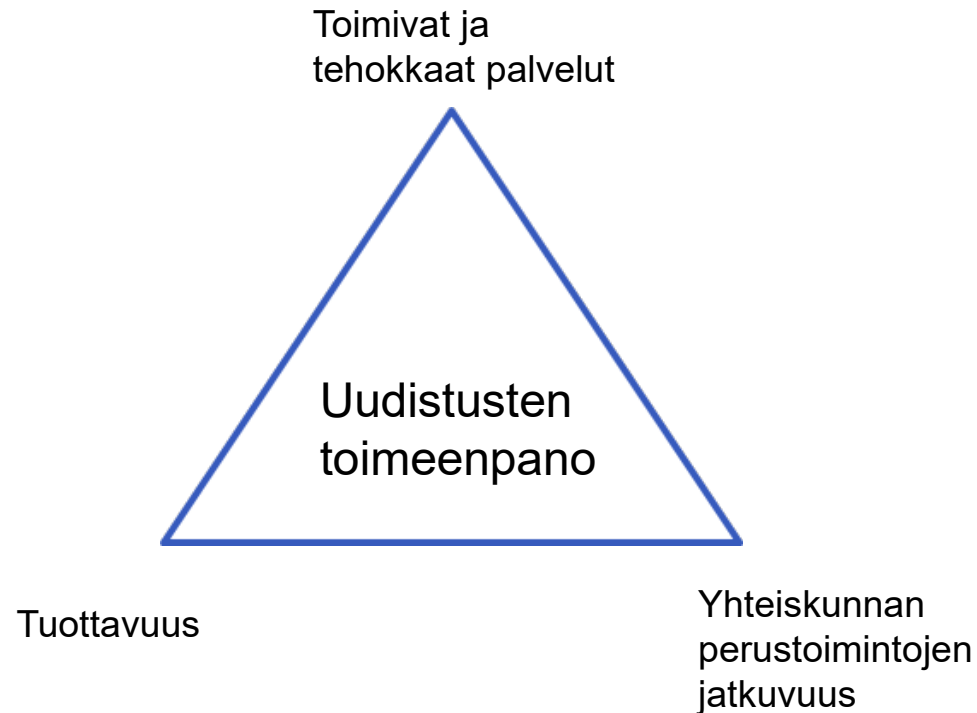 Toimivat ja
tehokkaat palvelut
Uudistusten
toimeenpano
Tuottavuus
Yhteiskunnan
perustoimintojen
jatkuvuus